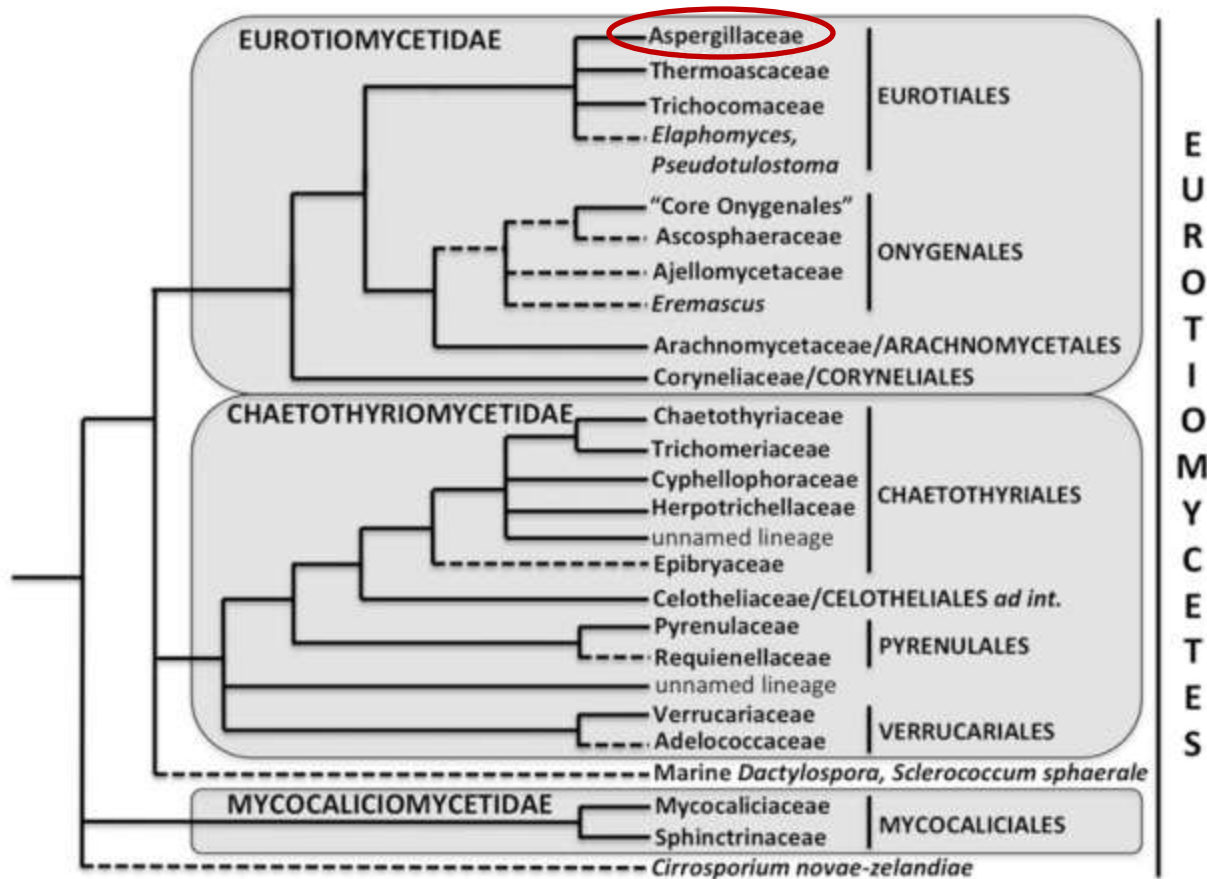 EUROTIOMYCETIDAE
Aspergillaceae
Thermoascaceae
Trichocomaceae
Elaphomyces,
Pseudotulostoma
EUROTIALES
"Core Onygenales"
Ascosphaeraceae
Ajellomycetaceae
Eremascus
ONYGENALES
Arachnomycetaceae/ARACHNOMYCETALES
Coryneliaceae/CORYNELIALES
CHAETOTHYRIOMYCETIDAE
Chaetothyriaceae
Trichomeriaceae
Cyphellophoraceae
Herpotrichellaceae
unnamed lineage
Epibryaceae
CHAETOTHYRIALES
Celotheliaceae/CELOTHELIALES ad int.
Pyrenulaceae
Requienellaceae
PYRENULALES
unnamed lineage
Verrucariaceae
Adelococcaceae
VERRUCARIALES
Marine Dactylospora, Sclerococcum sphaerale
MYCOCALICIOMYCETIDAE
Mycocaliciaceae
Sphinctrinaceae
MYCOCALICIALES
Cirrosporium novae-zelandiae
EUROTIOMYCETES